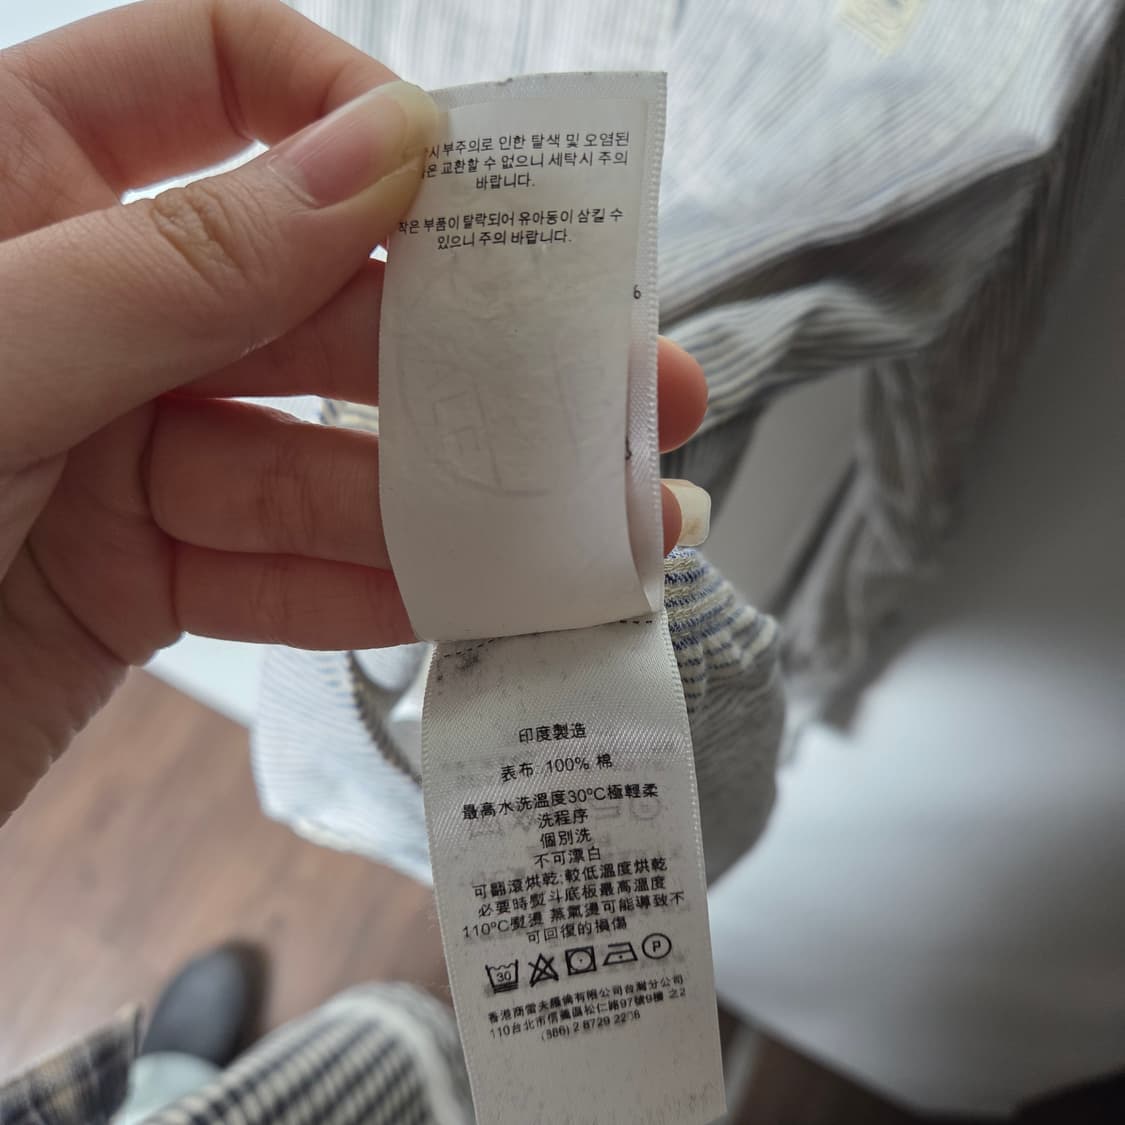 시 부주의로 인한 탈색 및 오염된
은 교환할 수 없으니 세탁시 주의
바랍니다.
작은 부품이 탈락되어 유아동이 삼킬 수
있으니 주의 바랍니다.
6
印度製造
表布: 100% 棉
最高水洗溫度30°C極輕柔
洗程序
個別洗
不可漂白
可翻滾烘乾;較低溫度烘乾
必要時熨斗底板最高溫度
110°C熨燙 蒸氣燙可能導致不
可回復的損傷
30 P
香港商雷夫羅倫有限公司台灣分公司
110台北市信義區松仁路97號9樓 之2
(886) 2 8729